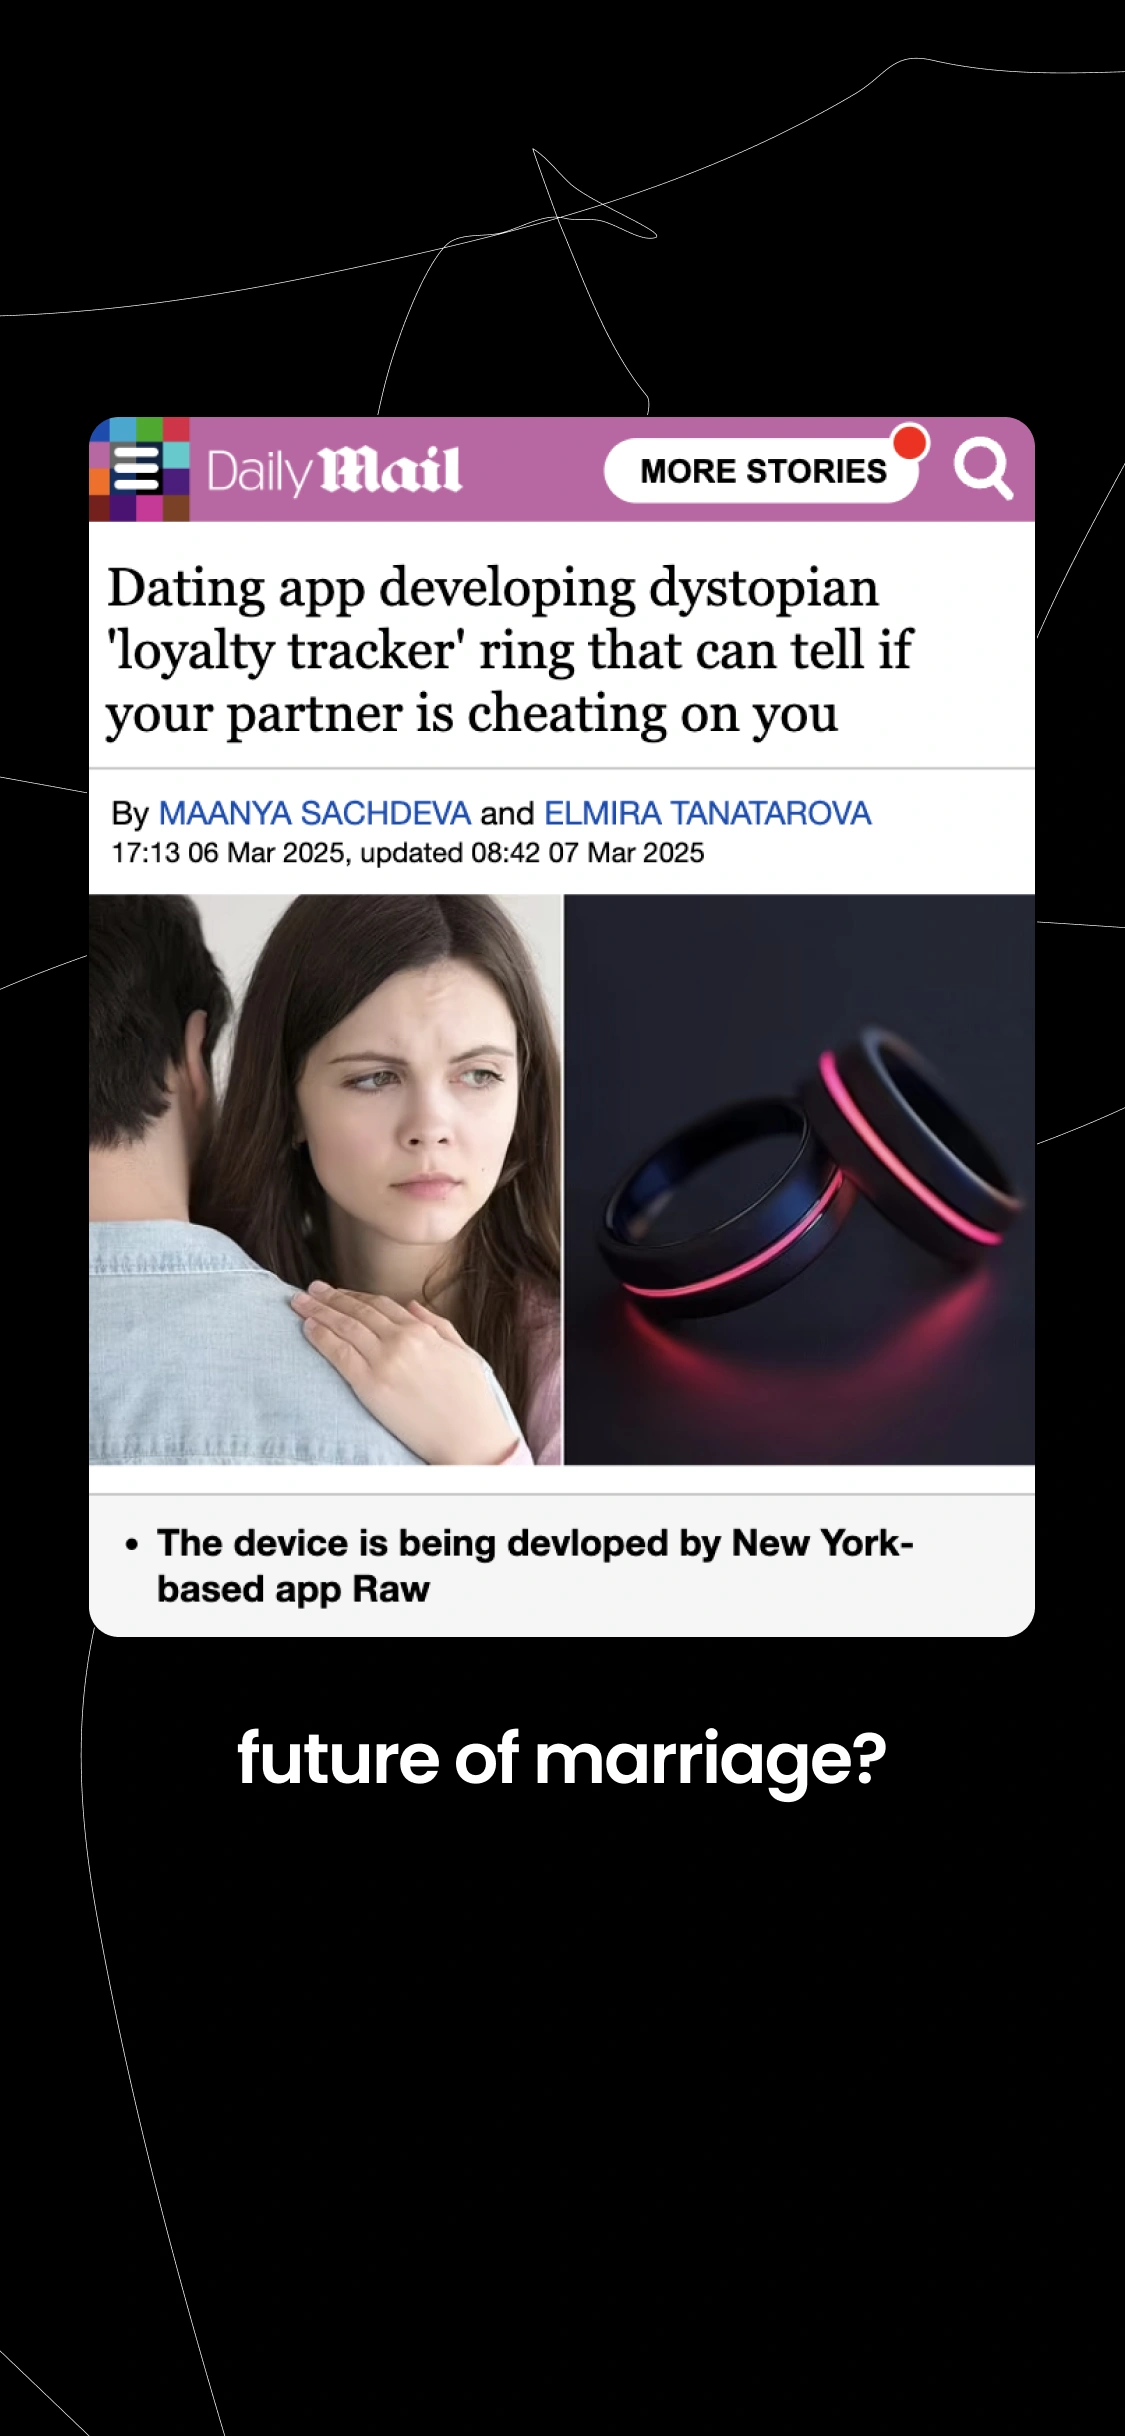 Daily Mail
MORE STORIES
Dating app developing dystopian
'loyalty tracker' ring that can tell if
your partner is cheating on you
By MAANYA SACHDEVA and ELMIRA TANATAROVA
17:13 06 Mar 2025, updated 08:42 07 Mar 2025
• The device is being devloped by New York-
based app Raw
future of marriage?